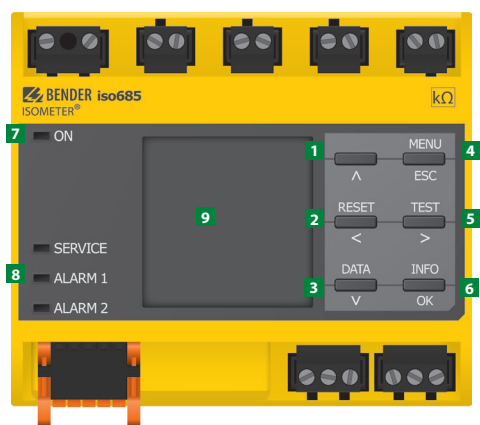 BENDER iso685
ISOMETER®
kΩ
7 ON
1
MENU
4
ʌ
ESC
9
RESET
2
TEST
5
<
>
SERVICE
8 ALARM 1
3
DATA
INFO
6
v
OK
ALARM 2